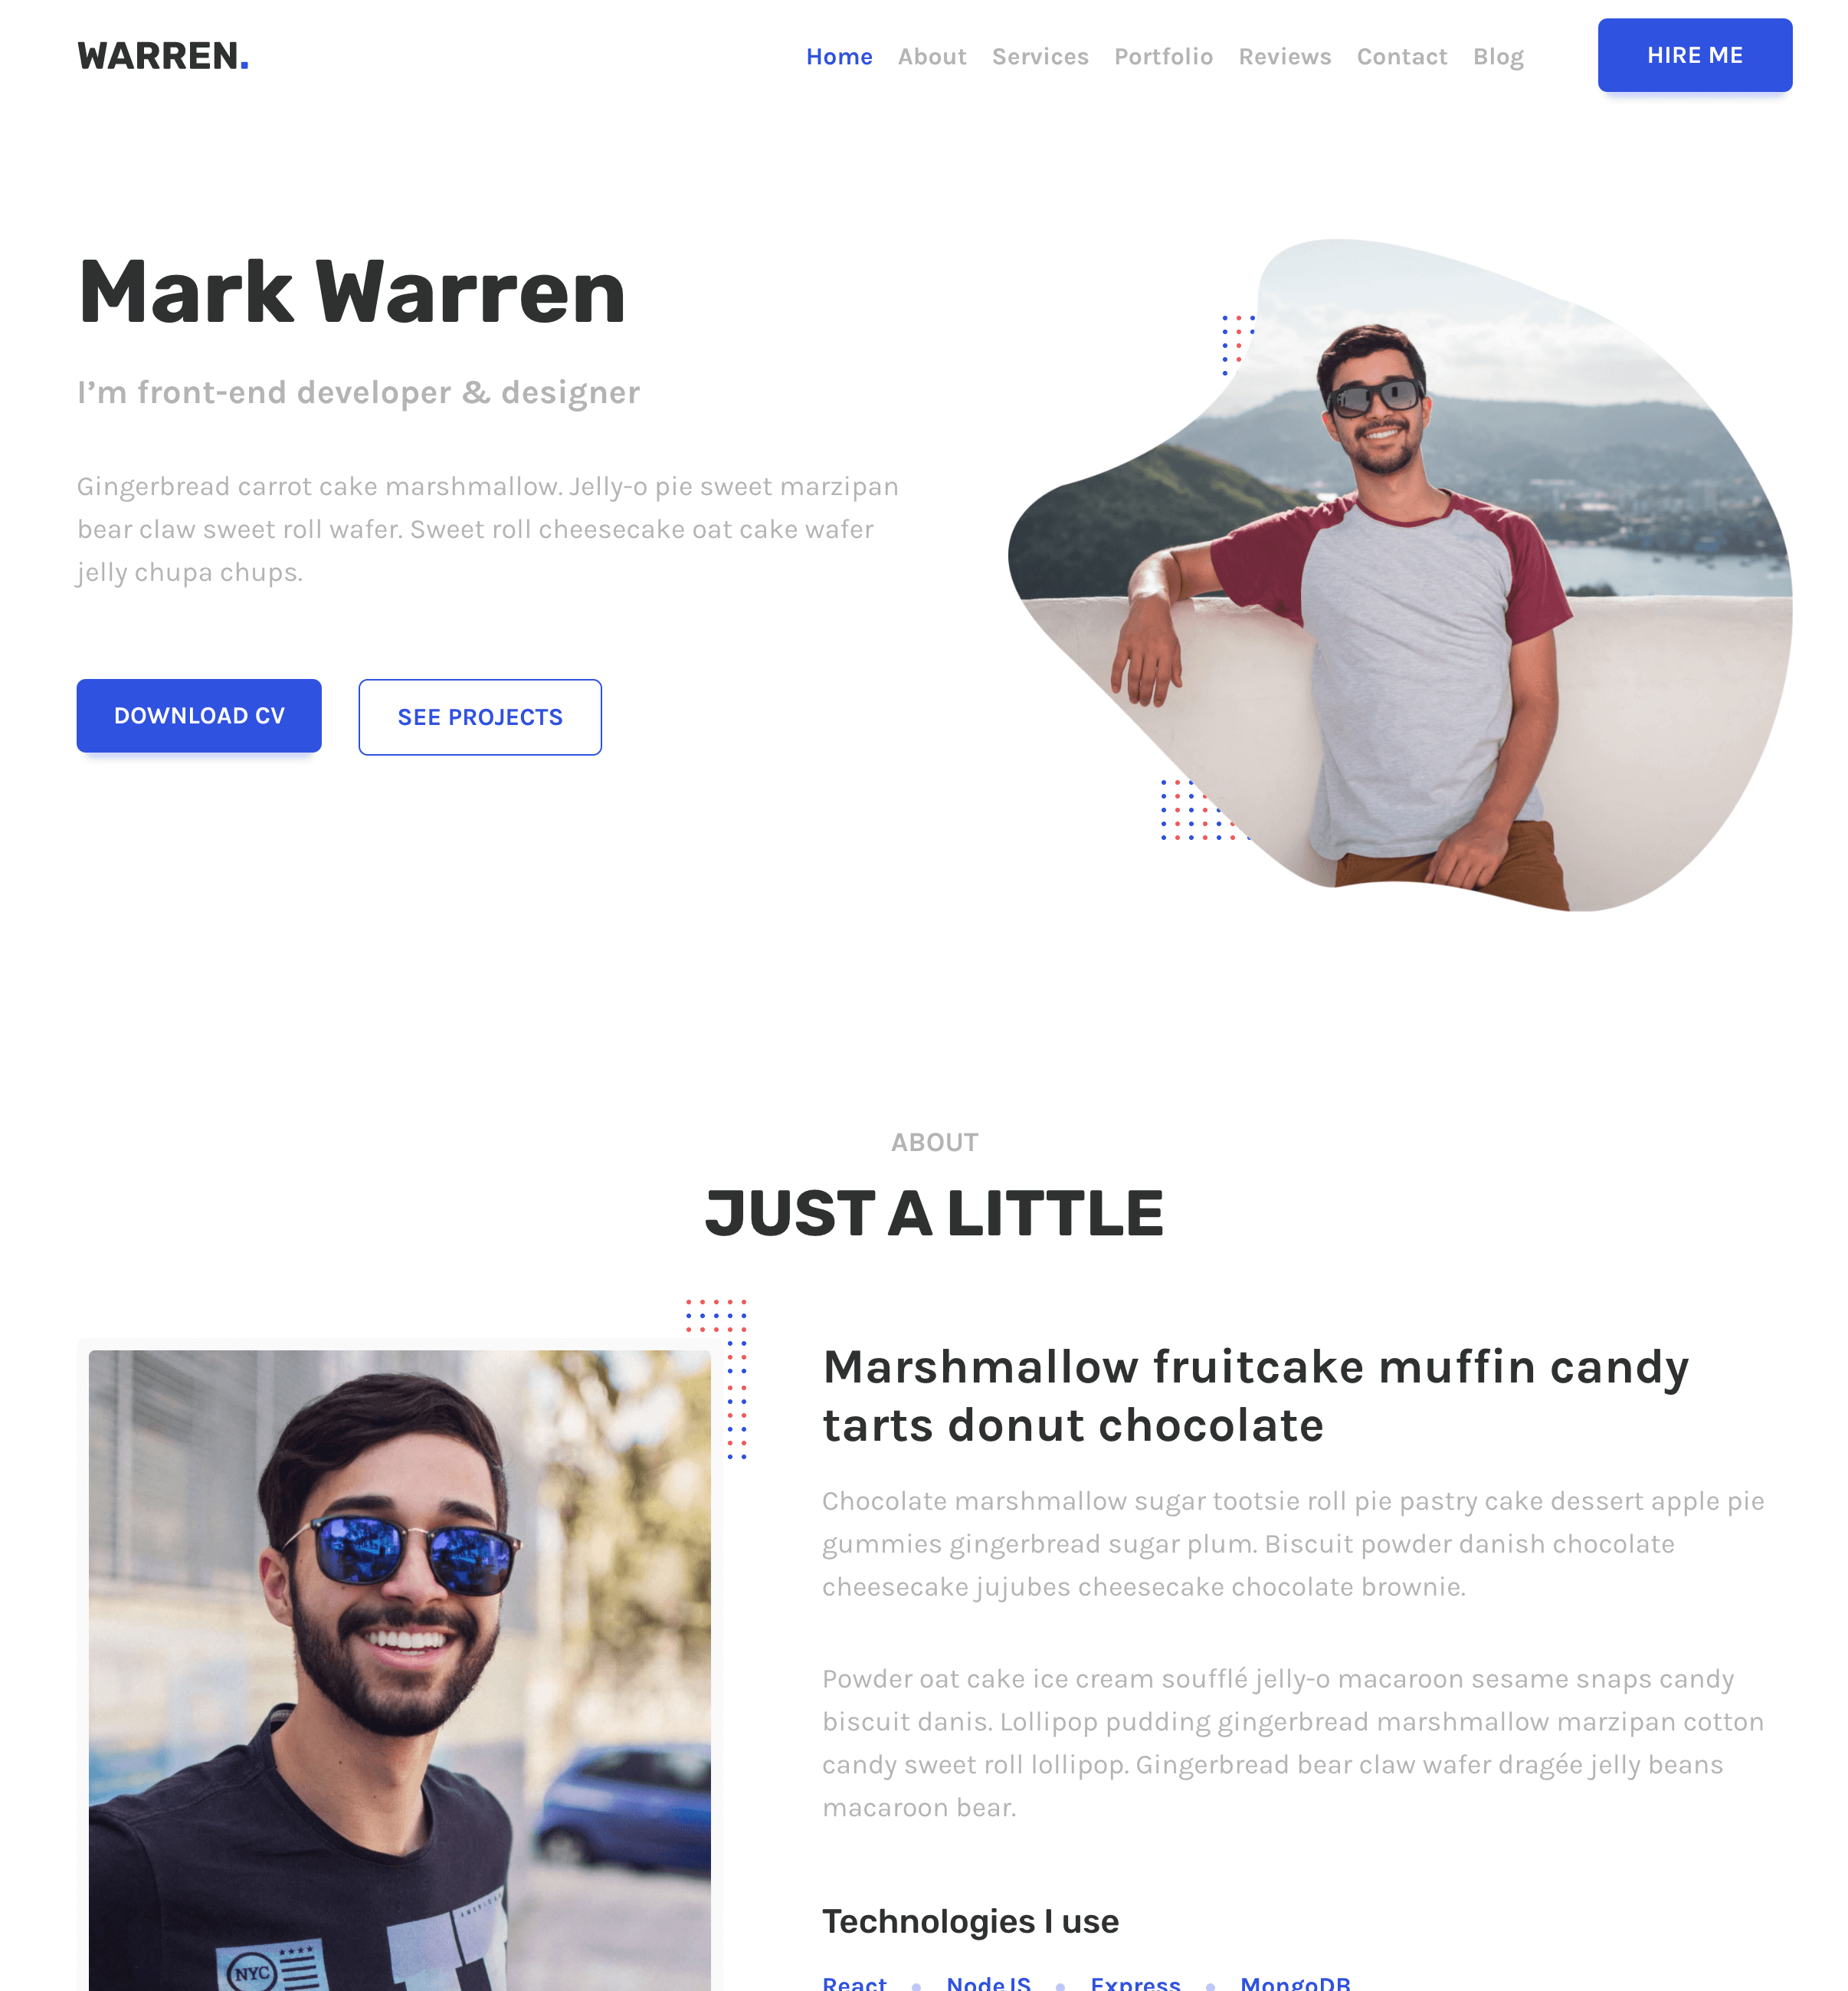 WARREN.
Home About Services Portfolio Reviews Contact Blog HIRE ME
Mark Warren
I’m front-end developer & designer
Gingerbread carrot cake marshmallow. Jelly-o pie sweet marzipan
bear claw sweet roll wafer. Sweet roll cheesecake oat cake wafer
jelly chupa chups.
DOWNLOAD CV SEE PROJECTS
ABOUT
JUST A LITTLE
Marshmallow fruitcake muffin candy
tarts donut chocolate
Chocolate marshmallow sugar tootsie roll pie pastry cake dessert apple pie
gummies gingerbread sugar plum. Biscuit powder danish chocolate
cheesecake jujubes cheesecake chocolate brownie.
Powder oat cake ice cream soufflé jelly-o macaroon sesame snaps candy
biscuit danis. Lollipop pudding gingerbread marshmallow marzipan cotton
candy sweet roll lollipop. Gingerbread bear claw wafer dragée jelly beans
macaroon bear.
Technologies I use
NYC
React NodeJS Express MongoDB